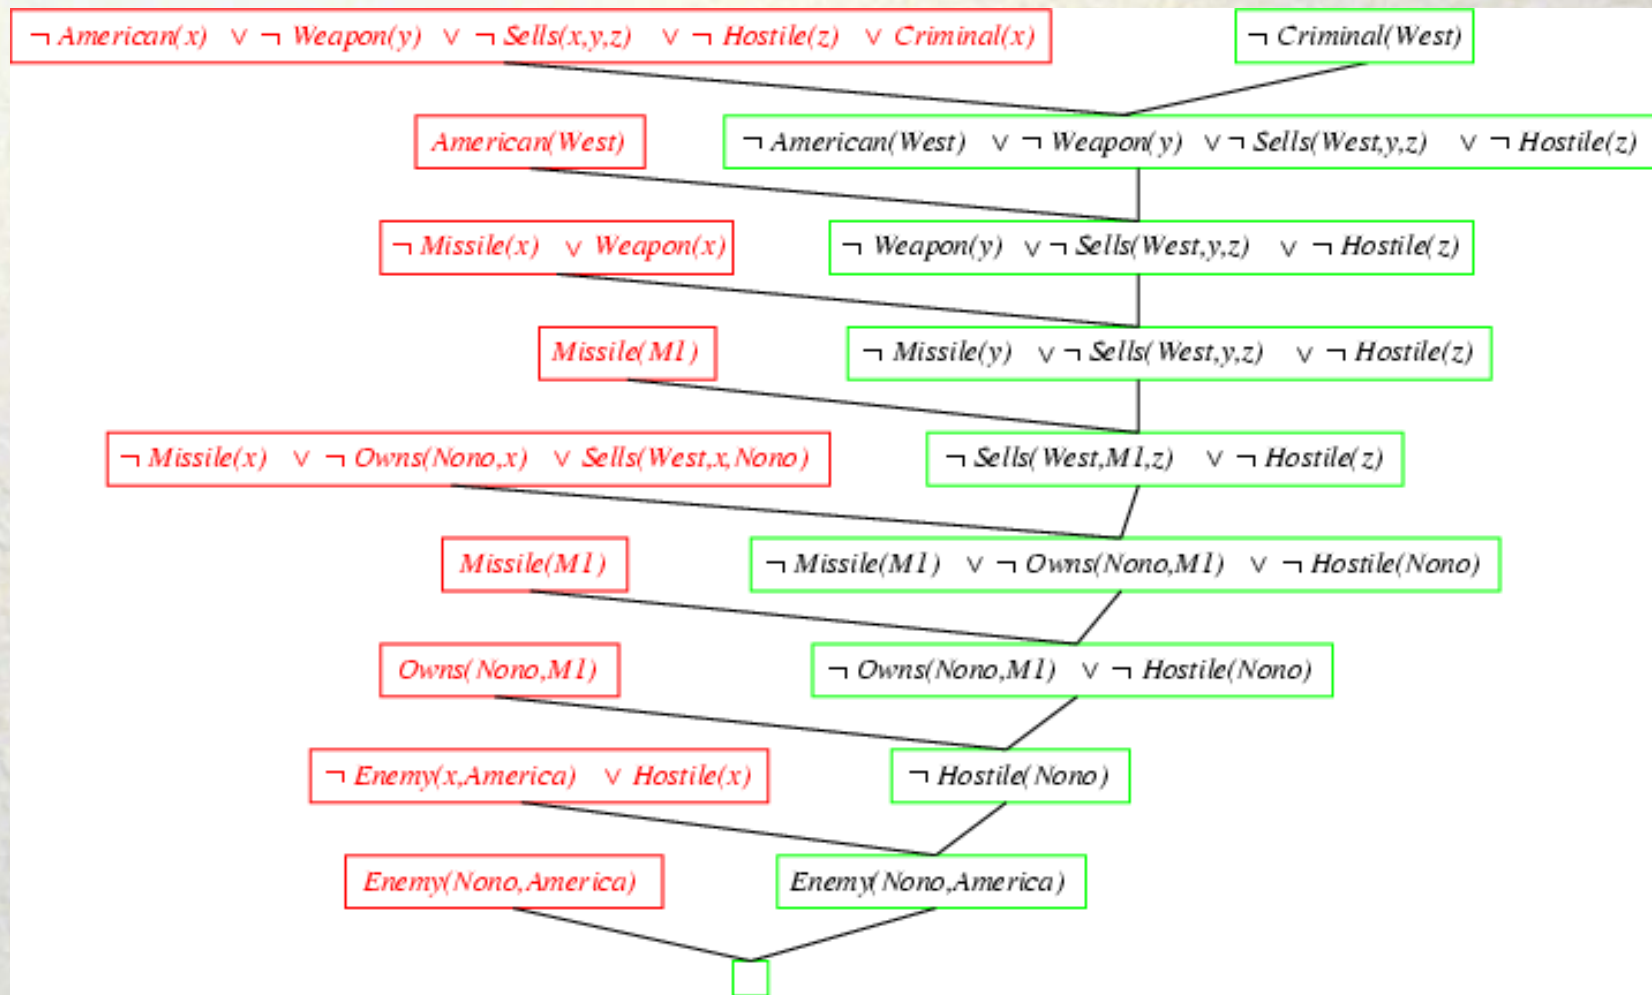 ¬ American(x) ∨ ¬ Weapon(y) ∨ ¬ Sells(x,y,z) ∨ ¬ Hostile(z) ∨ Criminal(x)
¬ Criminal(West)
American(West)
¬ American(West) ∨ ¬ Weapon(y) ∨ ¬ Sells(West,y,z) ∨ ¬ Hostile(z)
¬ Missile(x) ∨ Weapon(x)
¬ Weapon(y) ∨ ¬ Sells(West,y,z) ∨ ¬ Hostile(z)
Missile(M1)
¬ Missile(y) ∨ ¬ Sells(West,y,z) ∨ ¬ Hostile(z)
¬ Missile(x) ∨ ¬ Owns(Nono,x) ∨ Sells(West,x,Nono)
¬ Sells(West,M1,z) ∨ ¬ Hostile(z)
Missile(M1)
¬ Missile(M1) ∨ ¬ Owns(Nono,M1) ∨ ¬ Hostile(Nono)
Owns(Nono,M1)
¬ Owns(Nono,M1) ∨ ¬ Hostile(Nono)
¬ Enemy(x,America) ∨ Hostile(x)
¬ Hostile(Nono)
Enemy(Nono,America)
Enemy(Nono,America)